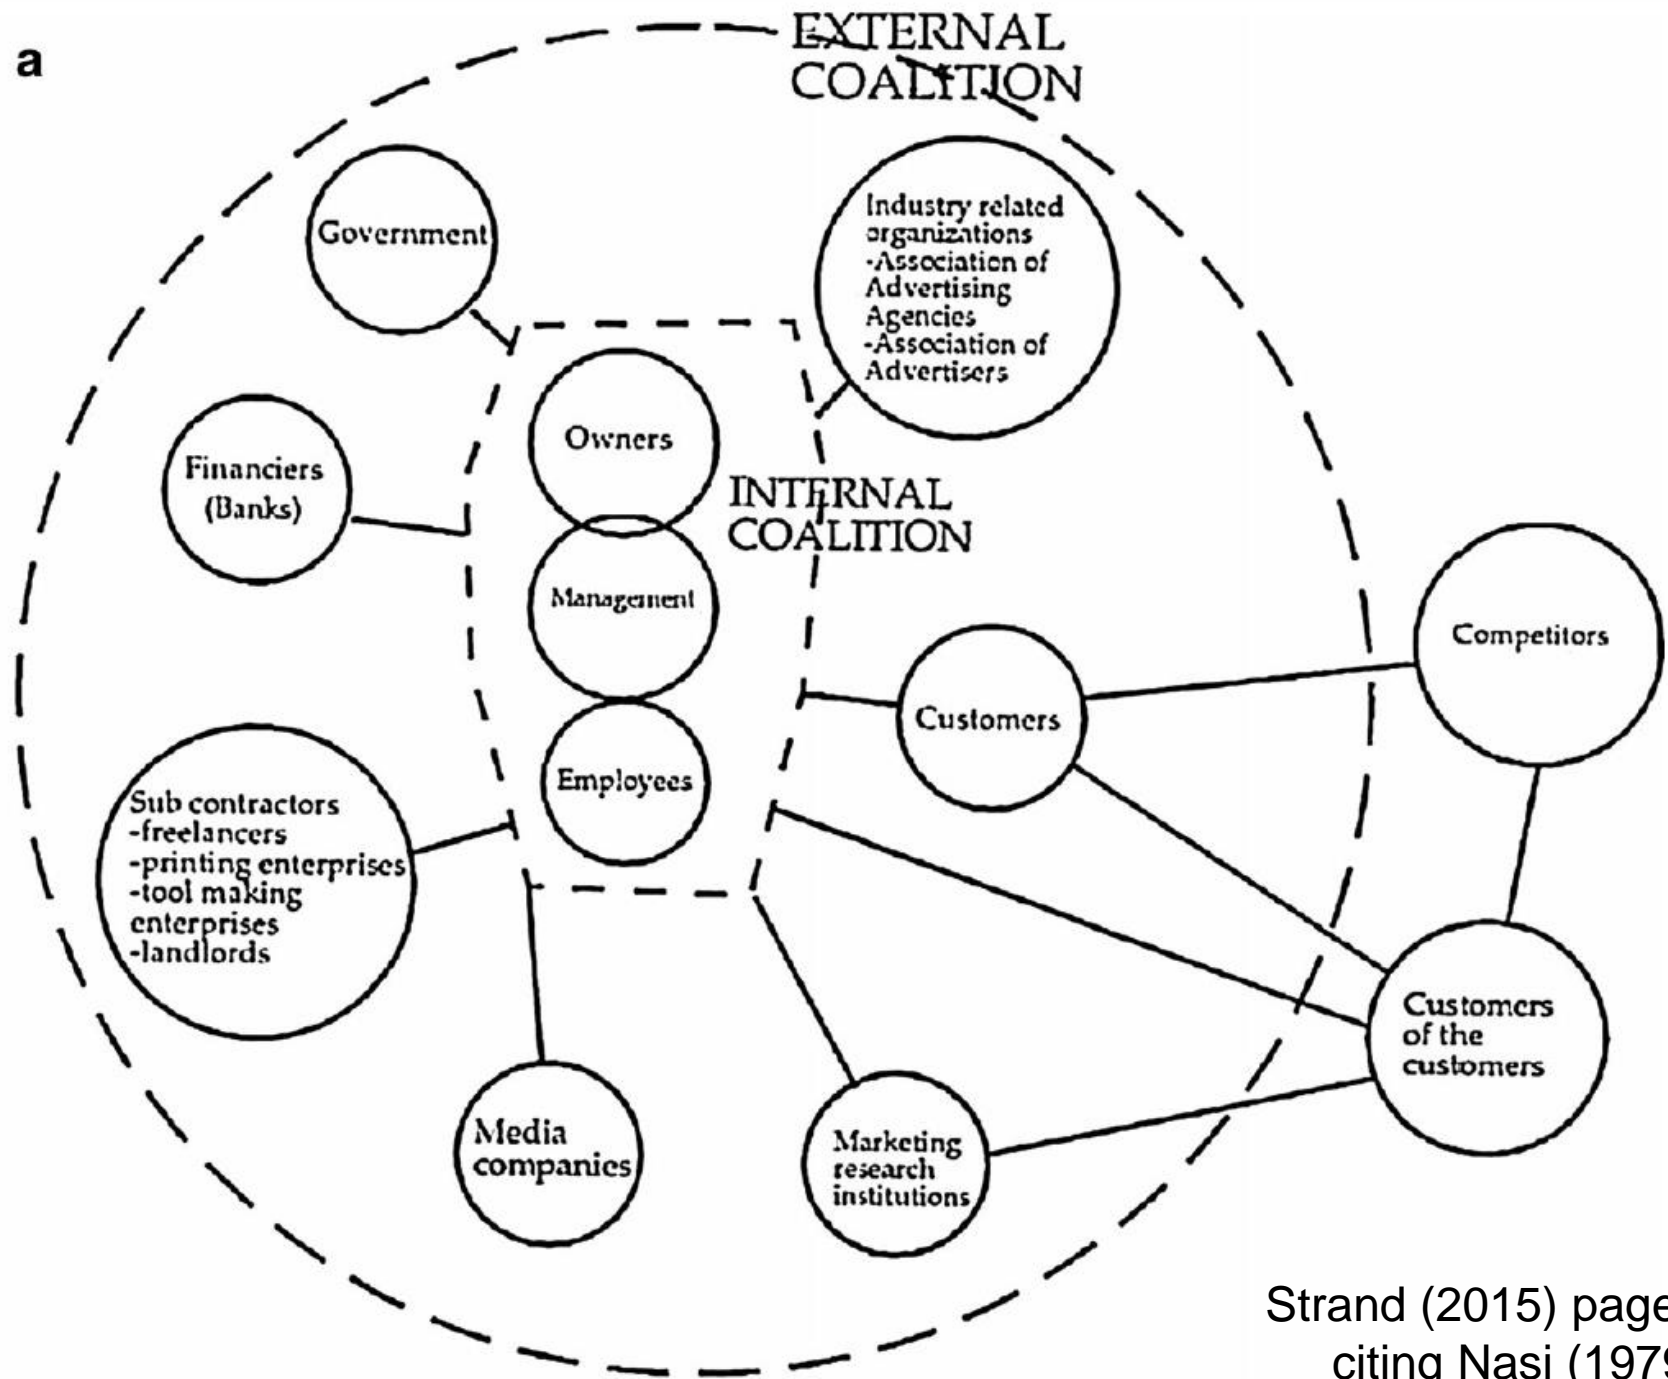 a
EXTERNAL
COALITION
Government
Industry related
organizations
-Association of
Advertising
Agencies
-Association of
Advertisers
Owners
Financiers
(Banks)
INTERNAL
COALITION
Management
Competitors
Customers
Employees
Sub contractors
-freelancers
-printing enterprises
-tool making
enterprises
-landlords
Customers
of the
customers
Media
companies
Marketing
research
institutions
Strand (2015) page
citing Nasi (1979